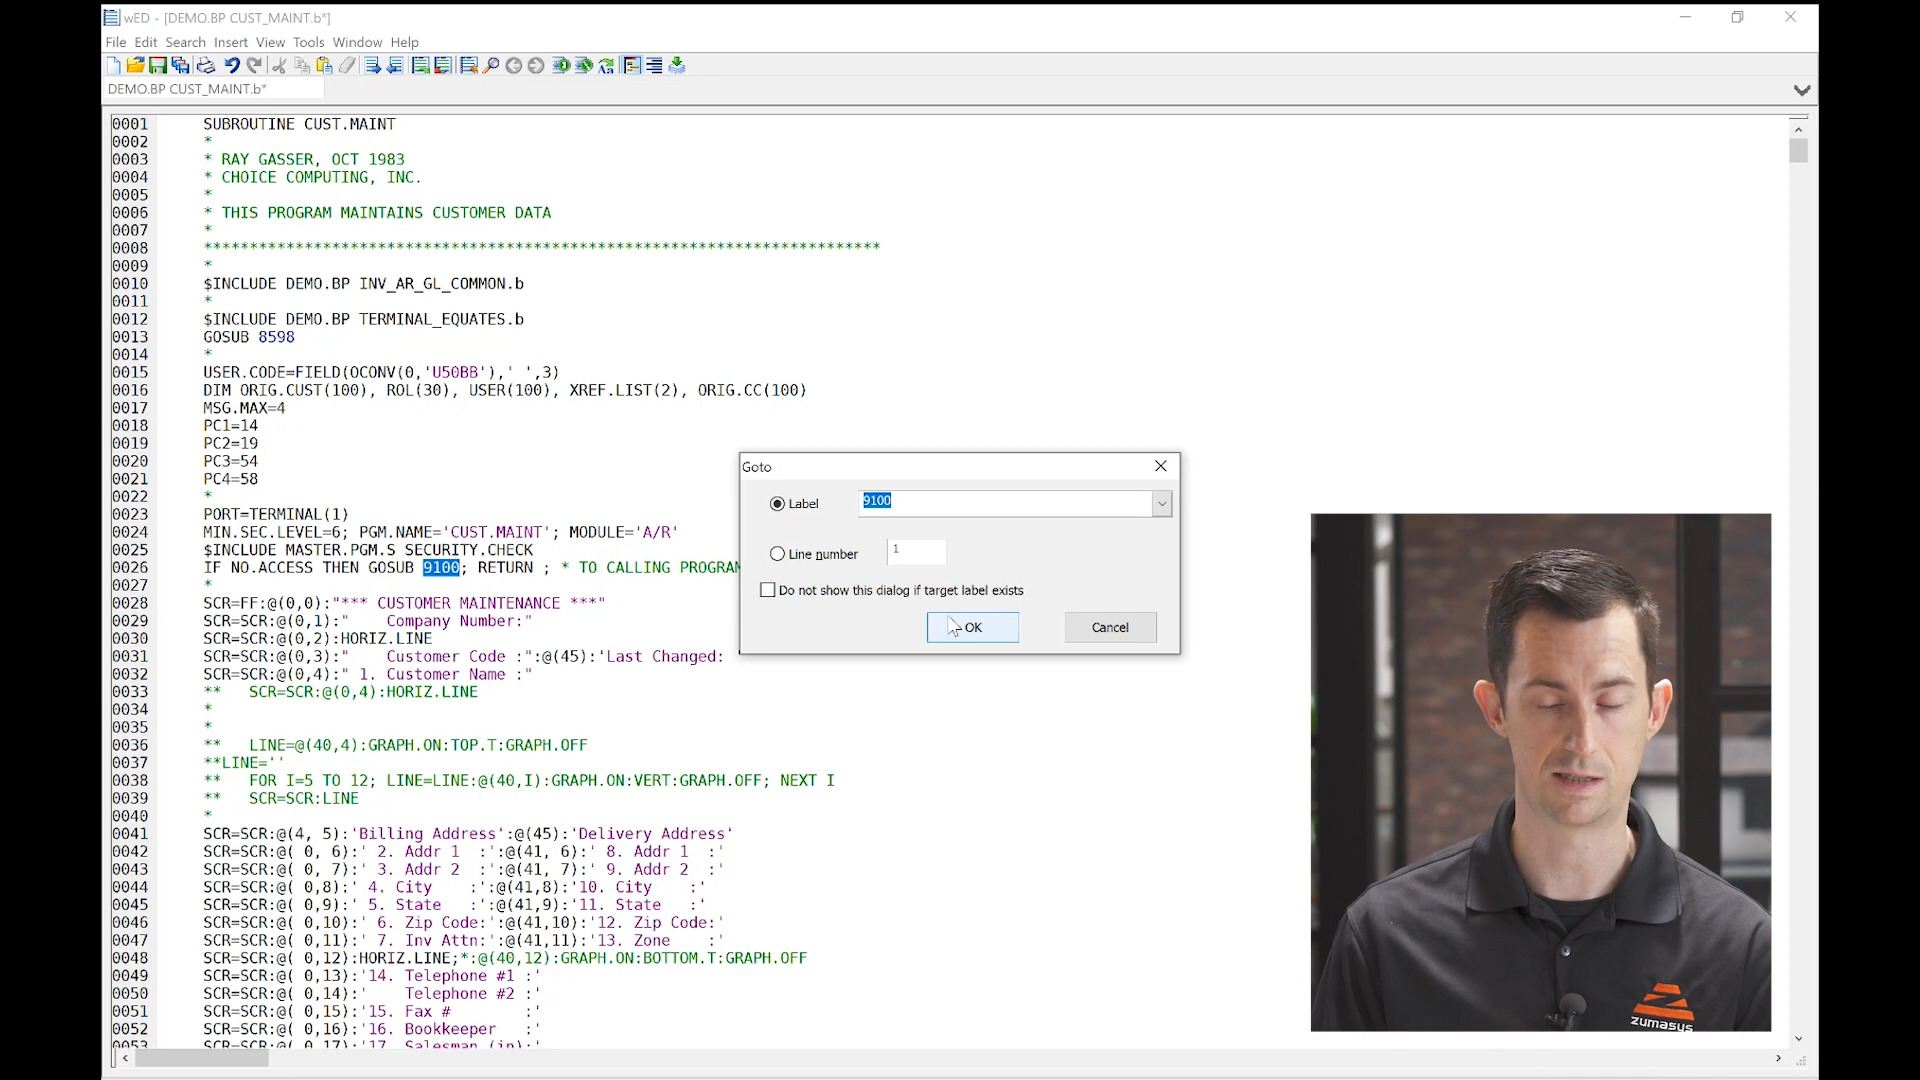 wED - [DEMO.BP CUST_MAINT.b*]
File Edit Search Insert View Tools Window Help
DEMO.BP CUST_MAINT.b*
0001 SUBROUTINE CUST.MAINT
0002 *
0003 * RAY GASSER, OCT 1983
0004 * CHOICE COMPUTING, INC.
0005 *
0006 * THIS PROGRAM MAINTAINS CUSTOMER DATA
0007 *
0008 **************************************************************************
0009 *
0010 $INCLUDE DEMO.BP INV_AR_GL_COMMON.b
0011 *
0012 $INCLUDE DEMO.BP TERMINAL_EQUATES.b
0013 GOSUB 8598
0014 *
0015 USER.CODE=FIELD(OCONV(0,'U50BB'),' ',3)
0016 DIM ORIG.CUST(100), ROL(30), USER(100), XREF.LIST(2), ORIG.CC(100)
0017 MSG.MAX=4
0018 PC1=14
0019 PC2=19
0020 PC3=54
0021 PC4=58
0022 *
0023 PORT=TERMINAL(1)
0024 MIN.SEC.LEVEL=6; PGM.NAME='CUST.MAINT'; MODULE='A/R'
0025 $INCLUDE MASTER.PGM.S SECURITY.CHECK
0026 IF NO.ACCESS THEN GOSUB 9100; RETURN ; * TO CALLING PROGRAM
0027 *
0028 SCR=FF:@(0,0):"*** CUSTOMER MAINTENANCE ***"
0029 SCR=SCR:@(0,1):" Company Number:"
0030 SCR=SCR:@(0,2):HORIZ.LINE
0031 SCR=SCR:@(0,3):" Customer Code :":@(45):'Last Changed: '
0032 SCR=SCR:@(0,4):" 1. Customer Name :"
0033 ** SCR=SCR:@(0,4):HORIZ.LINE
0034 *
0035 *
0036 ** LINE=@(40,4):GRAPH.ON:TOP.T:GRAPH.OFF
0037 **LINE=''
0038 ** FOR I=5 TO 12; LINE=LINE:@(40,I):GRAPH.ON:VERT:GRAPH.OFF; NEXT I
0039 ** SCR=SCR:LINE
0040 *
0041 SCR=SCR:@(4, 5):'Billing Address':@(45):'Delivery Address'
0042 SCR=SCR:@( 0, 6):' 2. Addr 1 :':@(41, 6):' 8. Addr 1 :'
0043 SCR=SCR:@( 0, 7):' 3. Addr 2 :':@(41, 7):' 9. Addr 2 :'
0044 SCR=SCR:@( 0,8):' 4. City :':@(41,8):'10. City :'
0045 SCR=SCR:@( 0,9):' 5. State :':@(41,9):'11. State :'
0046 SCR=SCR:@( 0,10):' 6. Zip Code:':@(41,10):'12. Zip Code:'
0047 SCR=SCR:@( 0,11):' 7. Inv Attn:':@(41,11):'13. Zone :'
0048 SCR=SCR:@( 0,12):HORIZ.LINE;*:@(40,12):GRAPH.ON:BOTTOM.T:GRAPH.OFF
0049 SCR=SCR:@( 0,13):'14. Telephone #1 :'
0050 SCR=SCR:@( 0,14):' Telephone #2 :'
0051 SCR=SCR:@( 0,15):'15. Fax # :'
0052 SCR=SCR:@( 0,16):'16. Bookkeeper :'
0053 SCR=SCR:@( 0,17):'17. Salesman (in):'
Goto
Label 9100
Line number 1
Do not show this dialog if target label exists
OK Cancel
zumasys